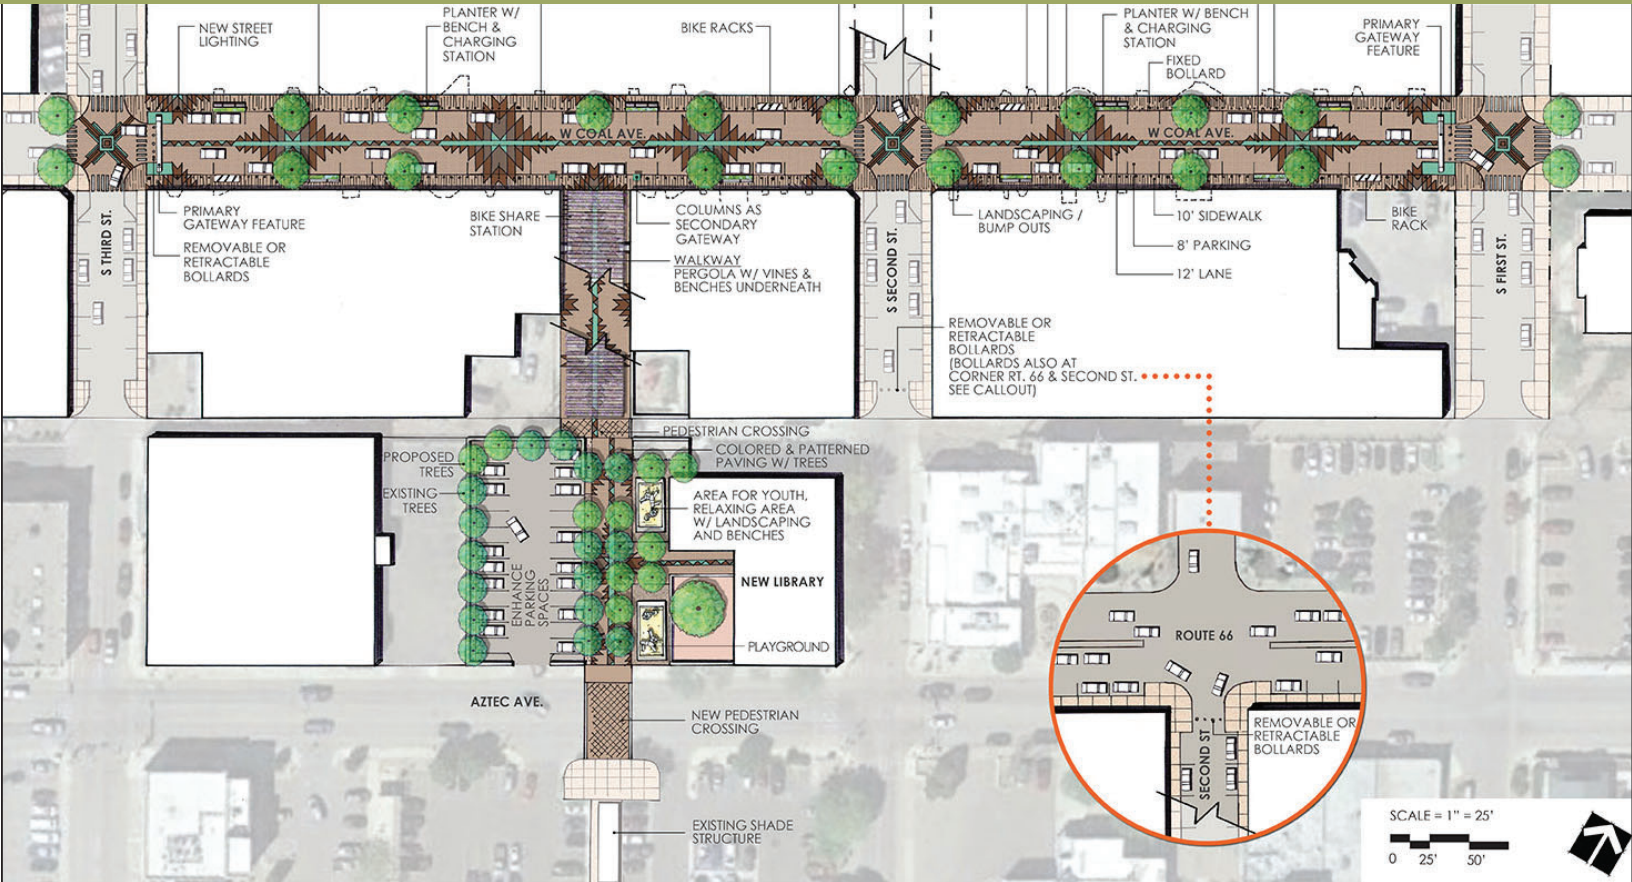 NEW STREET
LIGHTING
PLANTER W/
BENCH &
CHARGING
STATION
BIKE RACKS
PLANTER W/ BENCH
& CHARGING
STATION
FIXED
BOLLARD
PRIMARY
GATEWAY
FEATURE
W COAL AVE.
W COAL AVE.
PRIMARY
GATEWAY FEATURE
REMOVABLE OR
RETRACTABLE
BOLLARDS
S THIRD ST.
BIKE SHARE
STATION
COLUMNS AS
SECONDARY
GATEWAY
WALKWAY
PERGOLA W/ VINES &
BENCHES UNDERNEATH
S SECOND ST.
LANDSCAPING /
BUMP OUTS
10' SIDEWALK
8' PARKING
12' LANE
BIKE
RACK
S FIRST ST.
REMOVABLE OR
RETRACTABLE
BOLLARDS
(BOLLARDS ALSO AT
CORNER RT. 66 & SECOND ST.
SEE CALLOUT)
PEDESTRIAN CROSSING
COLORED & PATTERNED
PAVING W/ TREES
PROPOSED
TREES
EXISTING
TREES
AREA FOR YOUTH,
RELAXING AREA
W/ LANDSCAPING
AND BENCHES
ENHANCE
PARKING
SPACES
NEW LIBRARY
PLAYGROUND
AZTEC AVE.
NEW PEDESTRIAN
CROSSING
EXISTING SHADE
STRUCTURE
ROUTE 66
SECOND ST
REMOVABLE OR
RETRACTABLE
BOLLARDS
SCALE = 1" = 25'
0 25' 50'